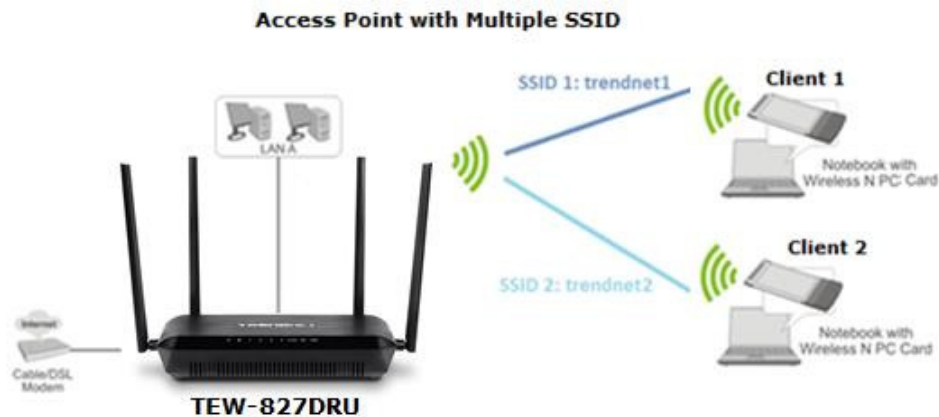 Access Point with Multiple SSID
SSID 1: trendnet1
Client 1
LAN A
Notebook with
Wireless N PC Card
SSID 2: trendnet2
Client 2
Internet
Cable/DSL
Modem
TRENDNET
Notebook with
Wireless N PC Card
TEW-827DRU